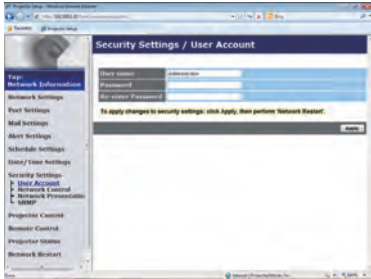 Security Settings / User Account
Top:
Network Information
Network Settings
Port Settings
Mail Settings
Alert Settings
Schedule Settings
Date/Time Settings
Security Settings
User Account
Network Control
Network Presentation
SNMP
Projector Control
Remote Control
Projector Status
Network Restart
User name
Password
Re-enter Password
To apply changes to security settings: click Apply, then perform 'Network Restart'.
Apply